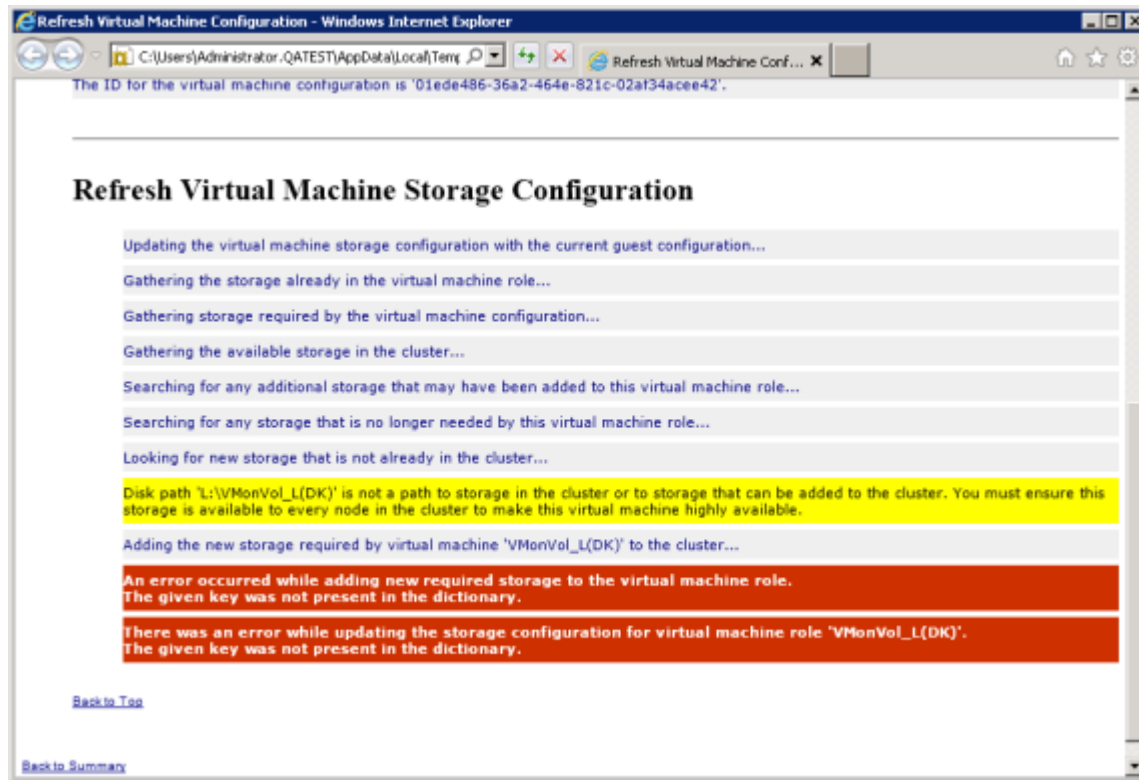 Refresh Virtual Machine Configuration - Windows Internet Explorer
C:\Users\Administrator.QATEST\AppData\Local\Temp
Refresh Virtual Machine Conf...
The ID for the virtual machine configuration is '01ede486-36a2-464e-821c-02af34acee42'.
Refresh Virtual Machine Storage Configuration
Updating the virtual machine storage configuration with the current guest configuration...
Gathering the storage already in the virtual machine role...
Gathering storage required by the virtual machine configuration...
Gathering the available storage in the cluster...
Searching for any additional storage that may have been added to this virtual machine role...
Searching for any storage that is no longer needed by this virtual machine role...
Looking for new storage that is not already in the cluster...
Disk path 'L:\VMonVol_L(DK)' is not a path to storage in the cluster or to storage that can be added to the cluster. You must ensure this
storage is available to every node in the cluster to make this virtual machine highly available.
Adding the new storage required by virtual machine 'VMonVol_L(DK)' to the cluster...
An error occurred while adding new required storage to the virtual machine role.
The given key was not present in the dictionary.
There was an error while updating the storage configuration for virtual machine role 'VMonVol_L(DK)'.
The given key was not present in the dictionary.
Back to Top
Back to Summary